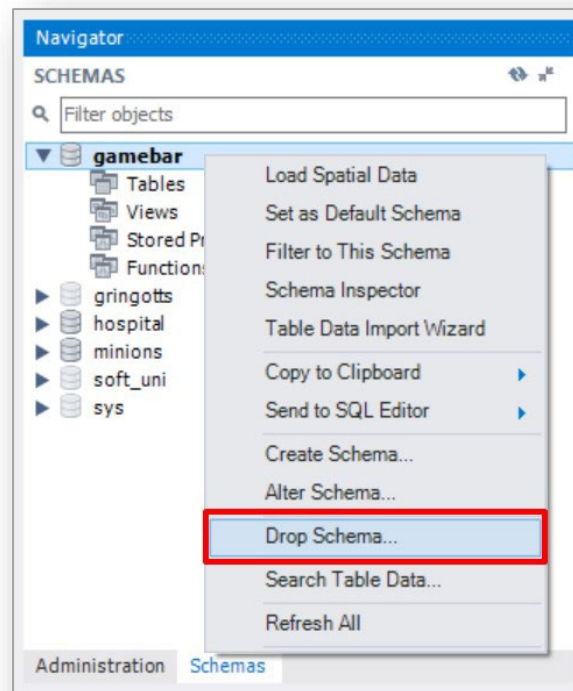 Navigator
SCHEMAS
Filter objects
gamebar
Tables
Views
Stored Pr
Functions
gringotts
hospital
minions
soft_uni
sys
Load Spatial Data
Set as Default Schema
Filter to This Schema
Schema Inspector
Table Data Import Wizard
Copy to Clipboard
Send to SQL Editor
Create Schema...
Alter Schema...
Drop Schema...
Search Table Data...
Refresh All
Administration Schemas